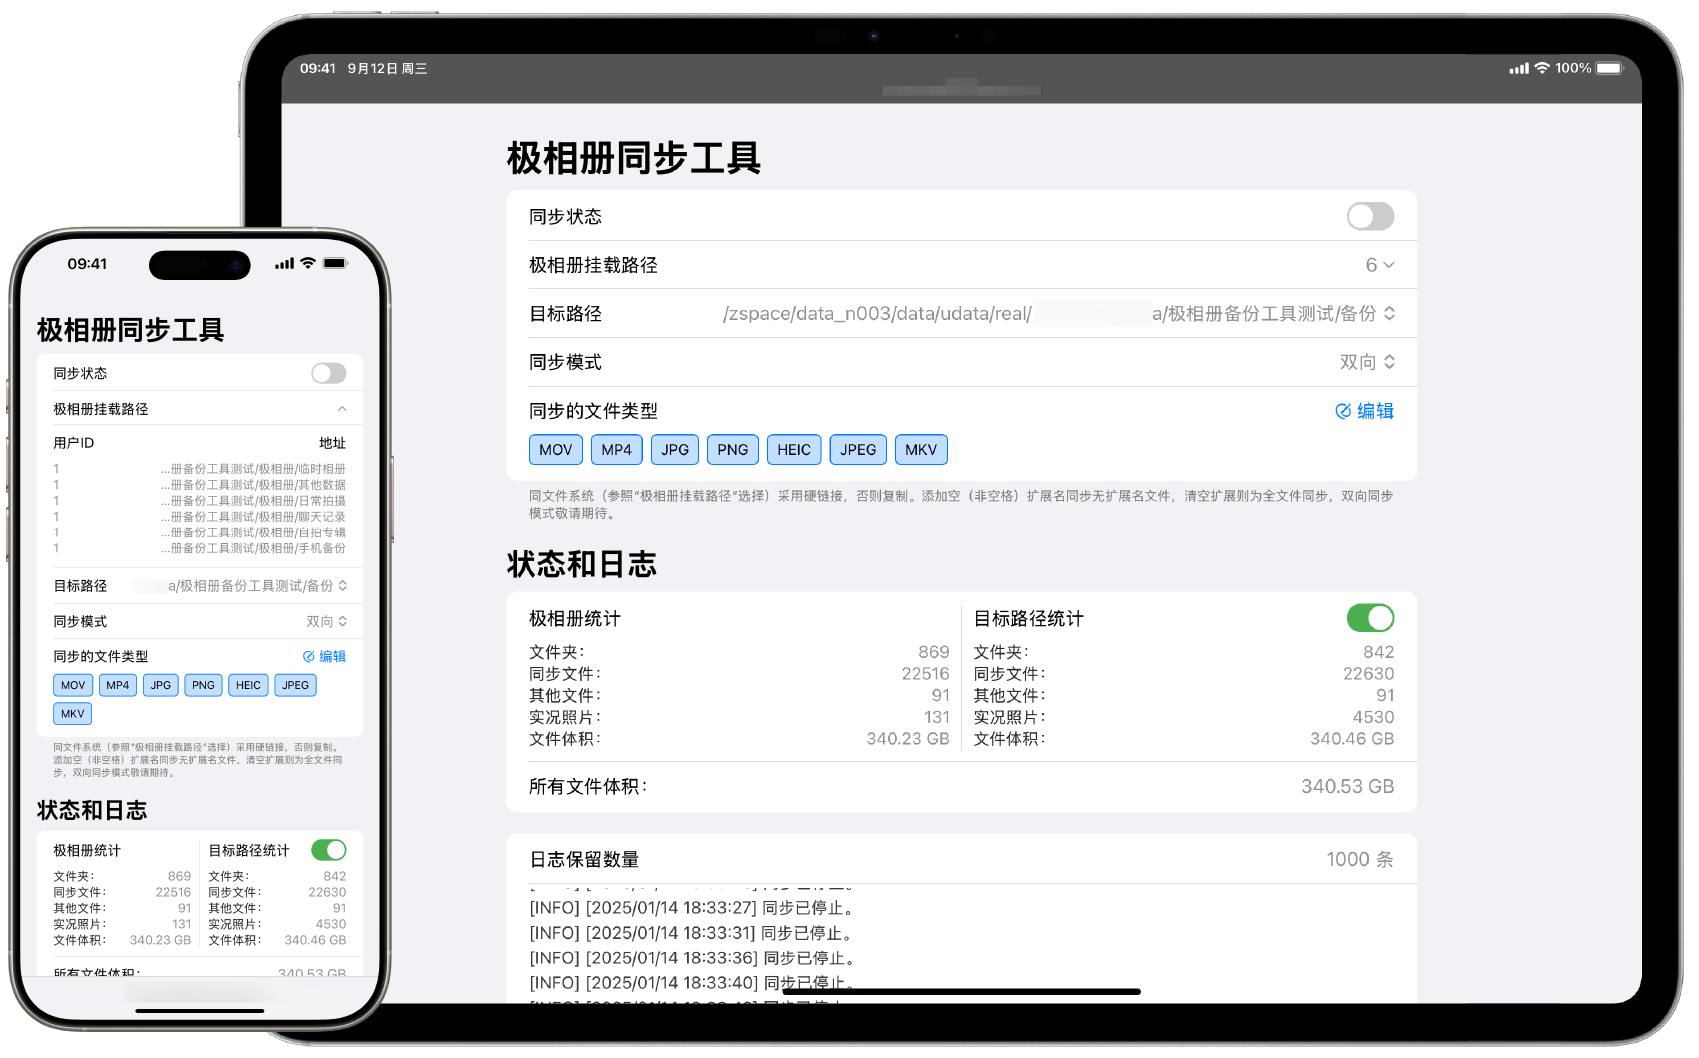 09:41 9月12日 周三
100%
极相册同步工具
同步状态
极相册挂载路径 6
目标路径 /zspace/data_n003/data/udata/real/ a/极相册备份工具测试/备份
同步模式 双向
同步的文件类型 编辑
MOV MP4 JPG PNG HEIC JPEG MKV
同文件系统（参照“极相册挂载路径”选择）采用硬链接，否则复制。添加空（非空格）扩展名同步无扩展名文件，清空扩展则为全文件同步，双向同步
模式敬请期待。
状态和日志
极相册统计
文件夹： 869
同步文件： 22516
其他文件： 91
实况照片： 131
文件体积： 340.23 GB
目标路径统计
文件夹： 842
同步文件： 22630
其他文件： 91
实况照片： 4530
文件体积： 340.46 GB
所有文件体积： 340.53 GB
日志保留数量 1000 条
[INFO] [2025/01/14 18:33:27] 同步已停止。
[INFO] [2025/01/14 18:33:31] 同步已停止。
[INFO] [2025/01/14 18:33:36] 同步已停止。
[INFO] [2025/01/14 18:33:40] 同步已停止。
09:41
极相册同步工具
同步状态
极相册挂载路径
用户ID 地址
1 ...册备份工具测试/极相册/临时相册
1 ...册备份工具测试/极相册/其他数据
1 ...册备份工具测试/极相册/日常拍摄
1 ...册备份工具测试/极相册/聊天记录
1 ...册备份工具测试/极相册/自拍专辑
1 ...册备份工具测试/极相册/手机备份
目标路径 a/极相册备份工具测试/备份
同步模式 双向
同步的文件类型 编辑
MOV MP4 JPG PNG HEIC JPEG
MKV
同文件系统（参照“极相册挂载路径”选择）采用硬链接，否则复制。
添加空（非空格）扩展名同步无扩展名文件，清空扩展则为全文件同
步，双向同步模式敬请期待。
状态和日志
极相册统计
文件夹： 869
同步文件： 22516
其他文件： 91
实况照片： 131
文件体积： 340.23 GB
目标路径统计
文件夹： 842
同步文件： 22630
其他文件： 91
实况照片： 4530
文件体积： 340.46 GB
所有文件体积： 340.53 GB